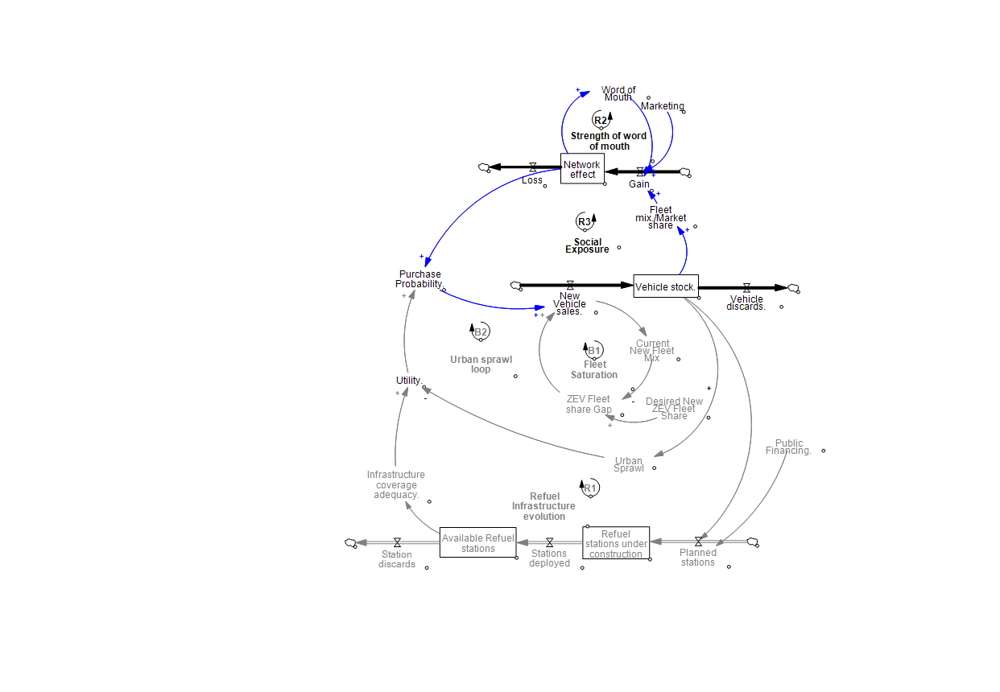 Word of
Mouth
Marketing
+
R2
Strength of word
of mouth
Network
effect
Loss
Gain
+
+
Fleet
mix./Market
share
+
R3
Social
Exposure
+
Purchase
Probability.
+
Vehicle stock.
New
Vehicle
sales.
+ +
Vehicle
discards.
B2
Urban sprawl
loop
B1
Fleet
Saturation
Current
New Fleet
Mix
Utility.
+
-
ZEV Fleet
share Gap
-
+
Desired New
ZEV Fleet
Share
+
Public
Financing.
Urban
Sprawl
Infrastructure
coverage
adequacy.
R1
Refuel
Infrastructure
evolution
Available Refuel
stations
Refuel
stations under
construction
Station
discards
Stations
deployed
Planned
stations